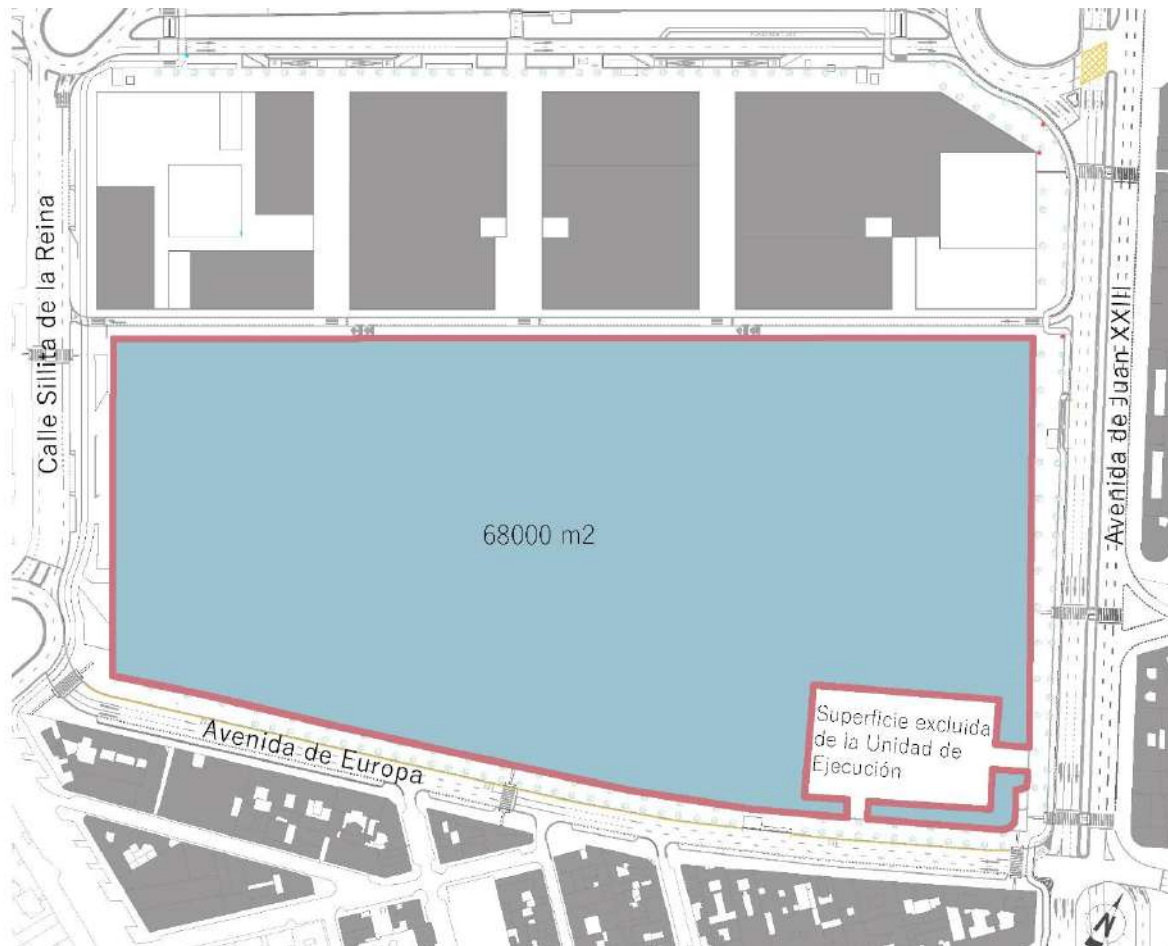 Calle Sillita de la Reina
Avenida de Juan XXIII
68000 m2
Superficie excluida
de la Unidad de
Ejecución
Avenida de Europa
N